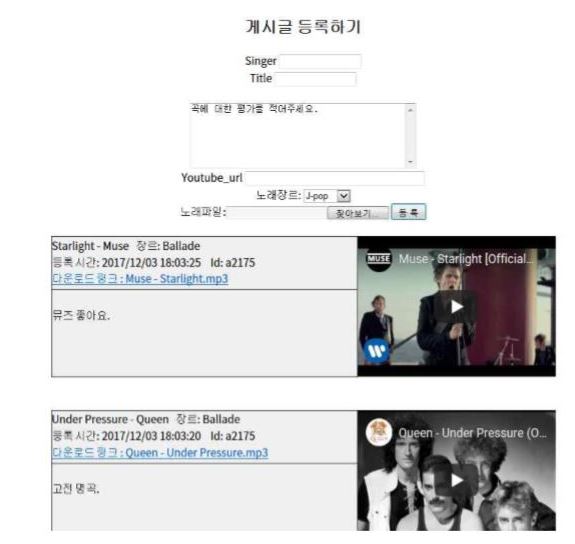 게시글 등록하기
Singer
Title
곡에 대한 평가를 적어주세요.
Youtube_url
노래장르: J-pop
노래파일: 찾아보기... 등록
Starlight - Muse 장르: Ballade
등록시간: 2017/12/03 18:03:25 Id: a2175
다운로드링크 : Muse - Starlight.mp3
뮤즈 좋아요.
MUSE Muse - Starlight [Official...
Under Pressure - Queen 장르: Ballade
등록시간: 2017/12/03 18:03:20 Id: a2175
다운로드링크 : Queen - Under Pressure.mp3
고전 명곡.
Queen - Under Pressure (O...